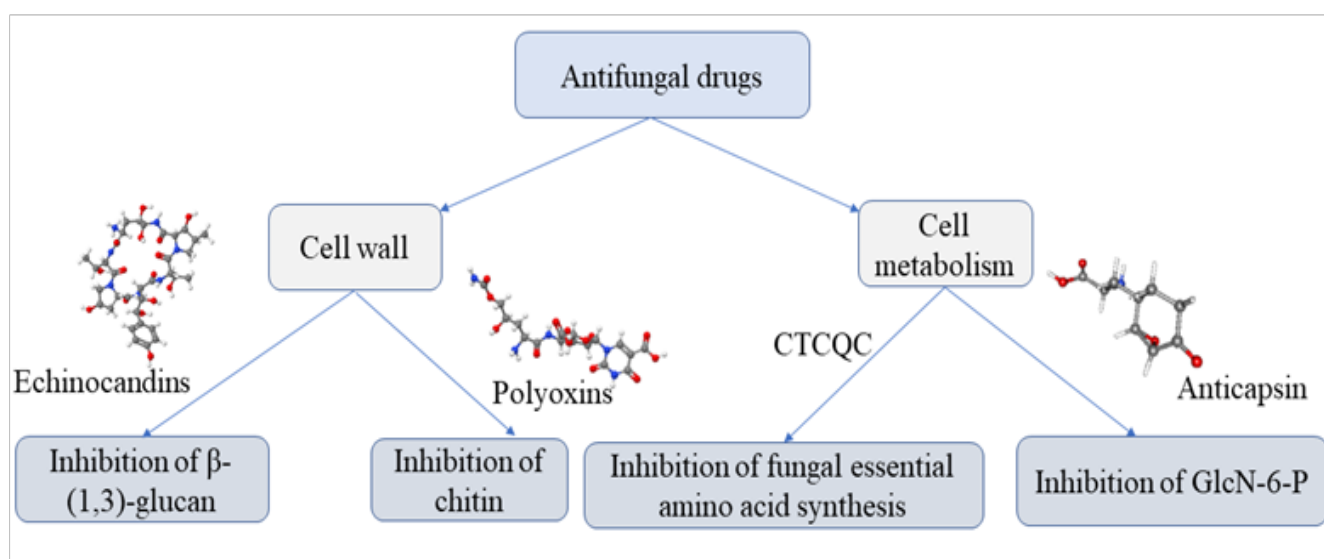 Antifungal drugs
Cell wall
Cell
metabolism
Echinocandins
Polyoxins
CTCQC
Anticapsin
Inhibition of β-
(1,3)-glucan
Inhibition of
chitin
Inhibition of fungal essential
amino acid synthesis
Inhibition of GlcN-6-P